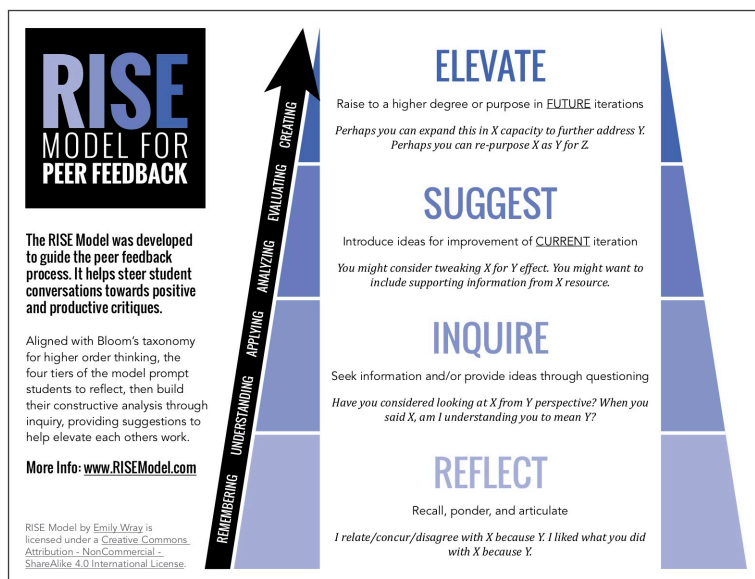 RISE
MODEL FOR
PEER FEEDBACK
The RISE Model was developed
to guide the peer feedback
process. It helps steer student
conversations towards positive
and productive critiques.
Aligned with Bloom's taxonomy
for higher order thinking, the
four tiers of the model prompt
students to reflect, then build
their constructive analysis through
inquiry, providing suggestions to
help elevate each others work.
More Info: www.RISEModel.com
RISE Model by Emily Wray is
licensed under a Creative Commons
Attribution - NonCommercial -
ShareAlike 4.0 International License.
REMEMBERING UNDERSTANDING APPLYING ANALYZING EVALUATING CREATING
ELEVATE
Raise to a higher degree or purpose in FUTURE iterations
Perhaps you can expand this in X capacity to further address Y.
Perhaps you can re-purpose X as Y for Z.
SUGGEST
Introduce ideas for improvement of CURRENT iteration
You might consider tweaking X for Y effect. You might want to
include supporting information from X resource.
INQUIRE
Seek information and/or provide ideas through questioning
Have you considered looking at X from Y perspective? When you
said X, am I understanding you to mean Y?
REFLECT
Recall, ponder, and articulate
I relate/concur/disagree with X because Y. I liked what you did
with X because Y.